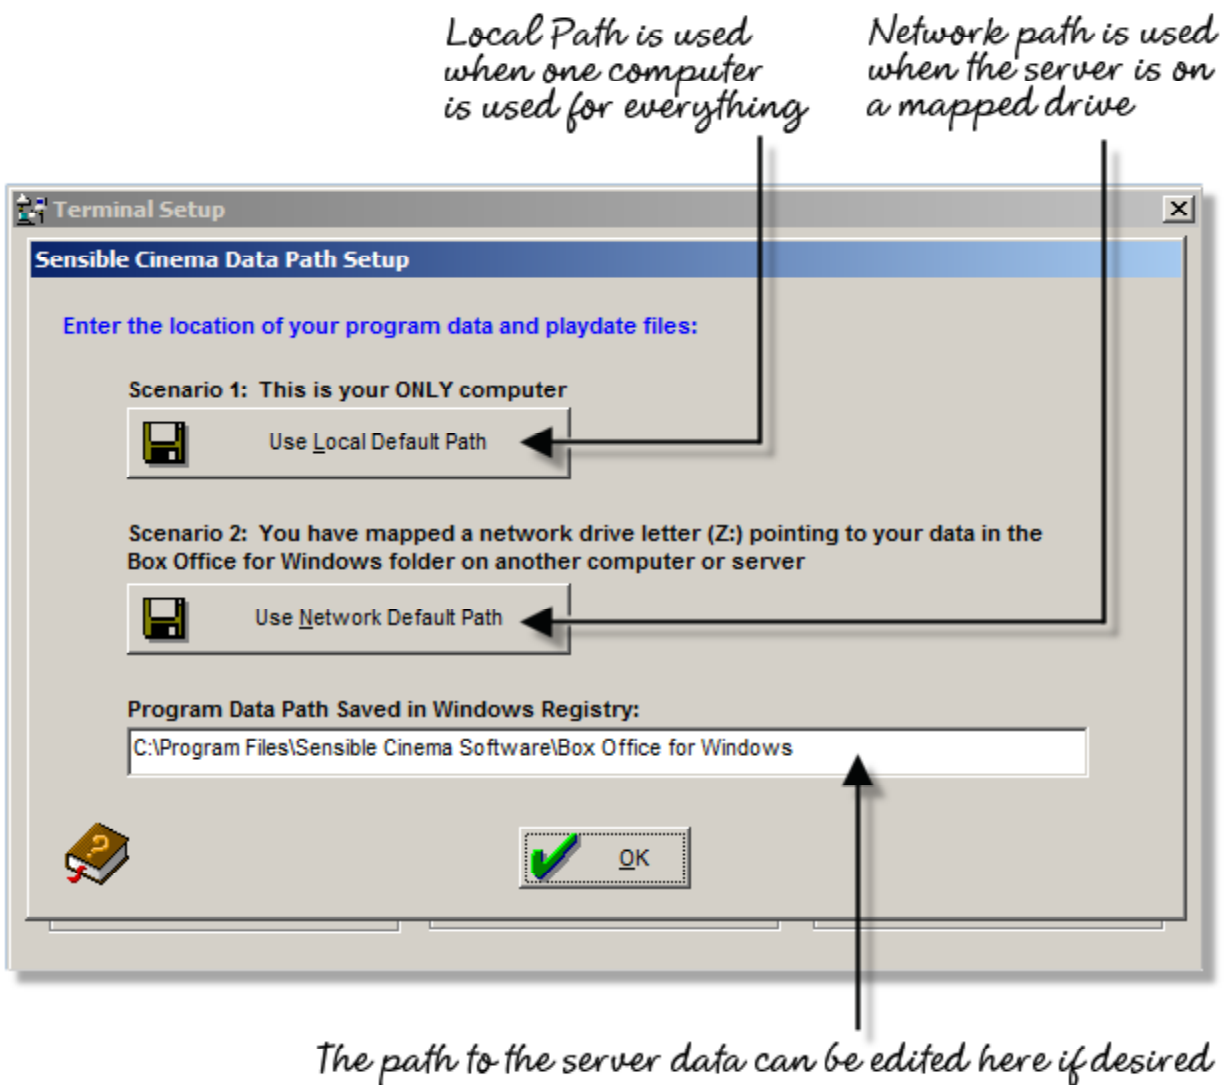 Local Path is used
when one computer
is used for everything
Network path is used
when the server is on
a mapped drive
Terminal Setup
Sensible Cinema Data Path Setup
Enter the location of your program data and playdate files:
Scenario 1:  This is your ONLY computer
Use Local Default Path
Scenario 2:  You have mapped a network drive letter (Z:) pointing to your data in the
Box Office for Windows folder on another computer or server
Use Network Default Path
Program Data Path Saved in Windows Registry:
C:\Program Files\Sensible Cinema Software\Box Office for Windows
OK
The path to the server data can be edited here if desired